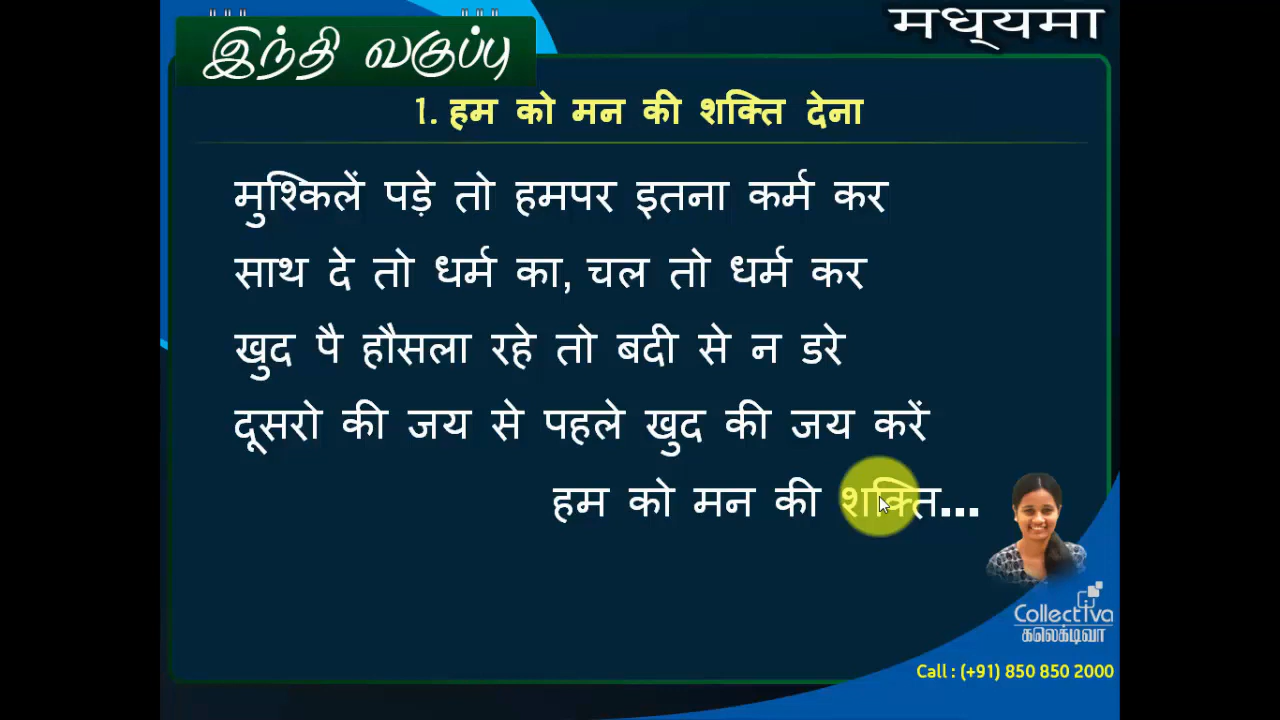 मध्यमा
இந்தி வகுப்பு
1. हम को मन की शक्ति देना
मुश्किलें पड़े तो हमपर इतना कर्म कर
साथ दे तो धर्म का, चल तो धर्म कर
खुद पै हौसला रहे तो बदी से न डरे
दूसरो की जय से पहले खुद की जय करें
हम को मन की शक्ति...
Collectiva
கலெக்டிவா
Call : (+91) 850 850 2000